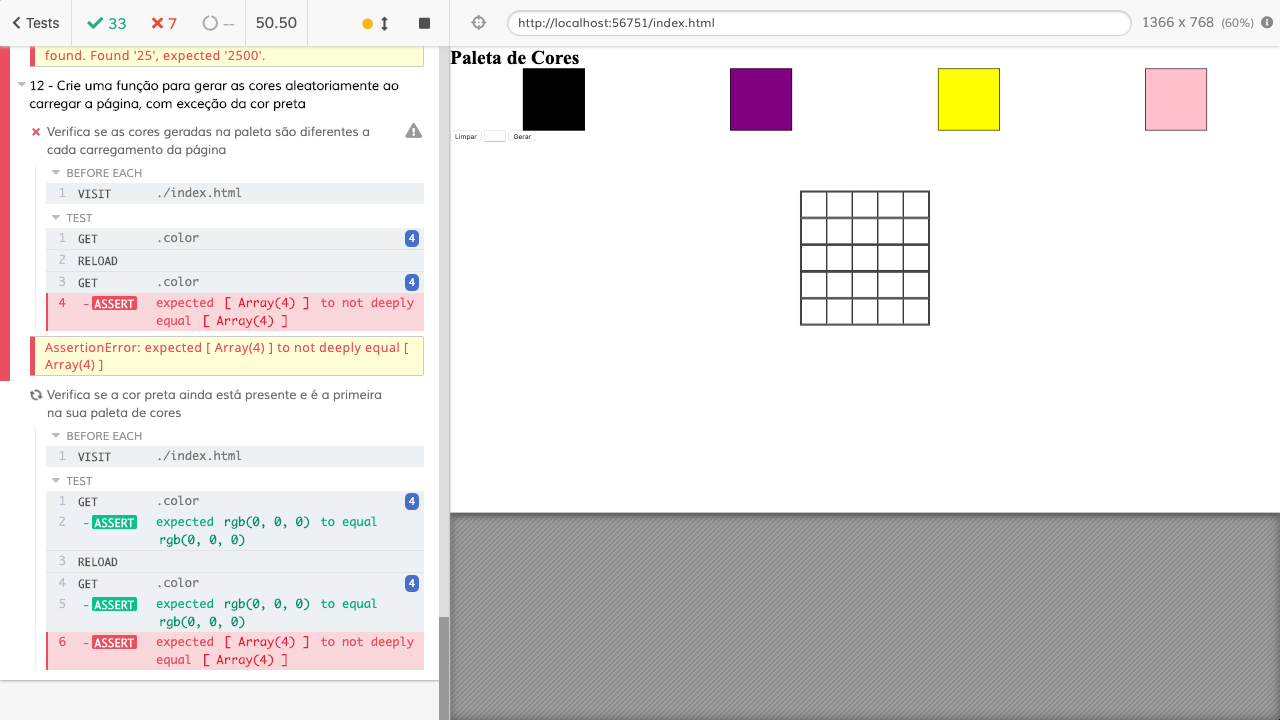 Tests
33
7
--
50.50
http://localhost:56751/index.html
1366 x 768 (60%)
found. Found '25', expected '2500'.
12 - Crie uma função para gerar as cores aleatoriamente ao
carregar a página, com exceção da cor preta
Verifica se as cores geradas na paleta são diferentes a
cada carregamento da página
BEFORE EACH
1 VISIT ./index.html
TEST
1 GET .color 4
2 RELOAD
3 GET .color 4
4 -ASSERT expected [ Array(4) ] to not deeply
equal [ Array(4) ]
AssertionError: expected [ Array(4) ] to not deeply equal [
Array(4) ]
Verifica se a cor preta ainda está presente e é a primeira
na sua paleta de cores
BEFORE EACH
1 VISIT ./index.html
TEST
1 GET .color 4
2 -ASSERT expected rgb(0, 0, 0) to equal
rgb(0, 0, 0)
3 RELOAD
4 GET .color 4
5 -ASSERT expected rgb(0, 0, 0) to equal
rgb(0, 0, 0)
6 -ASSERT expected [ Array(4) ] to not deeply
equal [ Array(4) ]
Paleta de Cores
Limpar Gerar